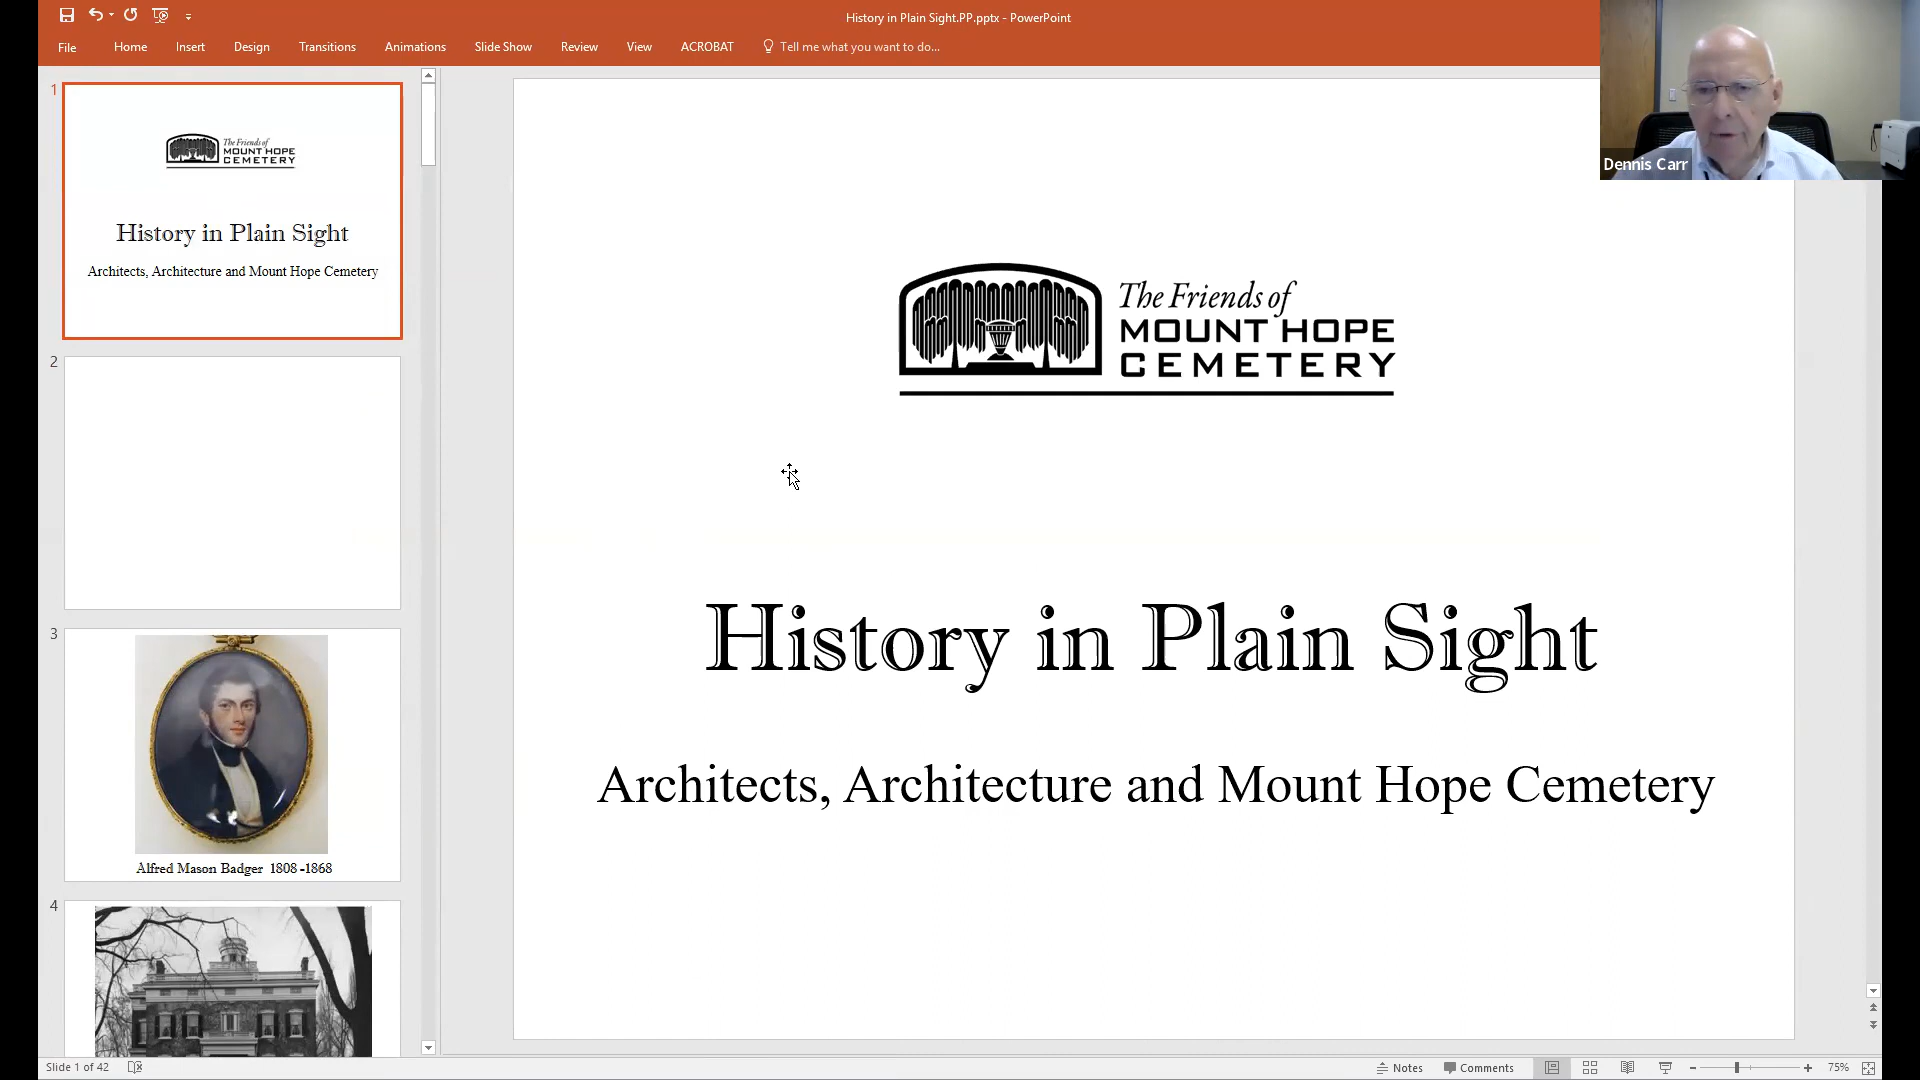 History in Plain Sight.PP.pptx - PowerPoint
File Home Insert Design Transitions Animations Slide Show Review View ACROBAT Tell me what you want to do...
1
The Friends of
MOUNT HOPE
CEMETERY
History in Plain Sight
Architects, Architecture and Mount Hope Cemetery
2
3
Alfred Mason Badger 1808-1868
4
The Friends of
MOUNT HOPE
CEMETERY
History in Plain Sight
Architects, Architecture and Mount Hope Cemetery
Dennis Carr
Slide 1 of 42
Notes Comments 75%